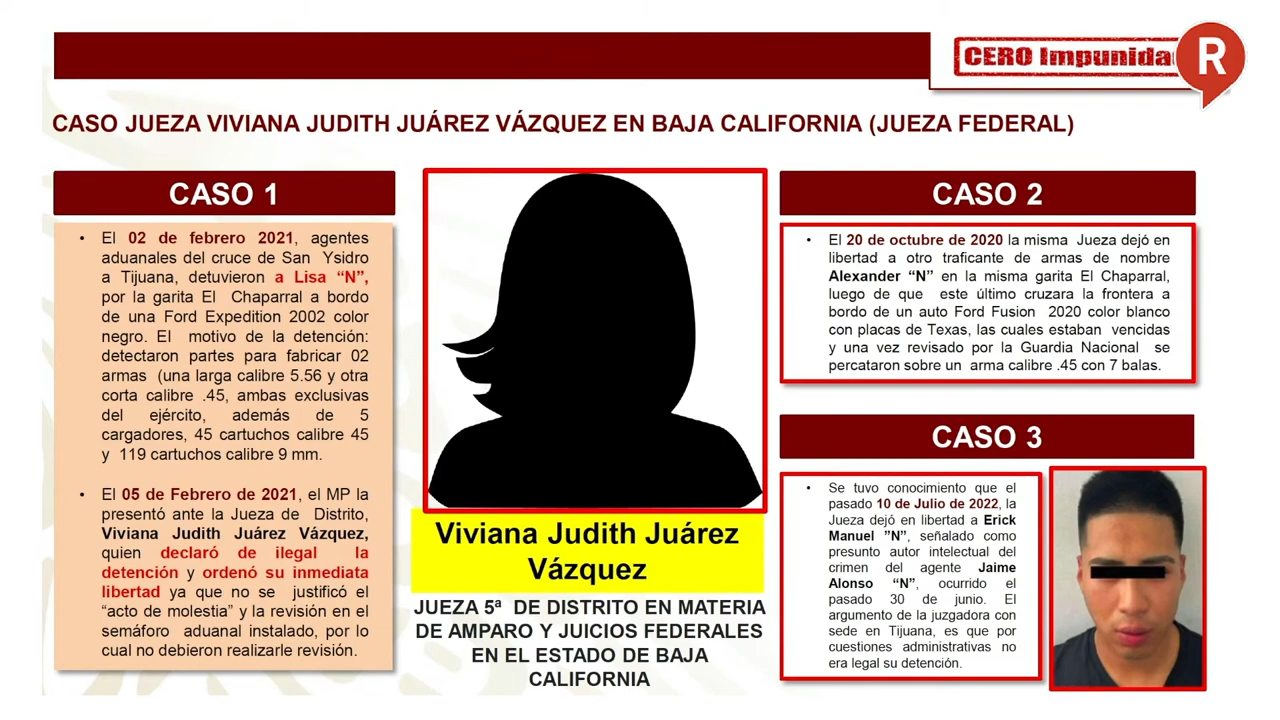 CERO Impunida
R
CASO JUEZA VIVIANA JUDITH JUÁREZ VÁZQUEZ EN BAJA CALIFORNIA (JUEZA FEDERAL)
CASO 1
• El 02 de febrero 2021, agentes
aduanales del cruce de San Ysidro
a Tijuana, detuvieron a Lisa “N”,
por la garita El Chaparral a bordo
de una Ford Expedition 2002 color
negro. El motivo de la detención:
detectaron partes para fabricar 02
armas (una larga calibre 5.56 y otra
corta calibre .45, ambas exclusivas
del ejército, además de 5
cargadores, 45 cartuchos calibre 45
y 119 cartuchos calibre 9 mm.
• El 05 de Febrero de 2021, el MP la
presentó ante la Jueza de Distrito,
Viviana Judith Juárez Vázquez,
quien declaró de ilegal la
detención y ordenó su inmediata
libertad ya que no se justificó el
“acto de molestia” y la revisión en el
semáforo aduanal instalado, por lo
cual no debieron realizarle revisión.
Viviana Judith Juárez
Vázquez
JUEZA 5ª DE DISTRITO EN MATERIA
DE AMPARO Y JUICIOS FEDERALES
EN EL ESTADO DE BAJA
CALIFORNIA
CASO 2
• El 20 de octubre de 2020 la misma Jueza dejó en
libertad a otro traficante de armas de nombre
Alexander “N” en la misma garita El Chaparral,
luego de que este último cruzara la frontera a
bordo de un auto Ford Fusion 2020 color blanco
con placas de Texas, las cuales estaban vencidas
y una vez revisado por la Guardia Nacional se
percataron sobre un arma calibre .45 con 7 balas.
CASO 3
• Se tuvo conocimiento que el
pasado 10 de Julio de 2022, la
Jueza dejó en libertad a Erick
Manuel ”N”, señalado como
presunto autor intelectual del
crimen del agente Jaime
Alonso “N”, ocurrido el
pasado 30 de junio. El
argumento de la juzgadora con
sede en Tijuana, es que por
cuestiones administrativas no
era legal su detención.